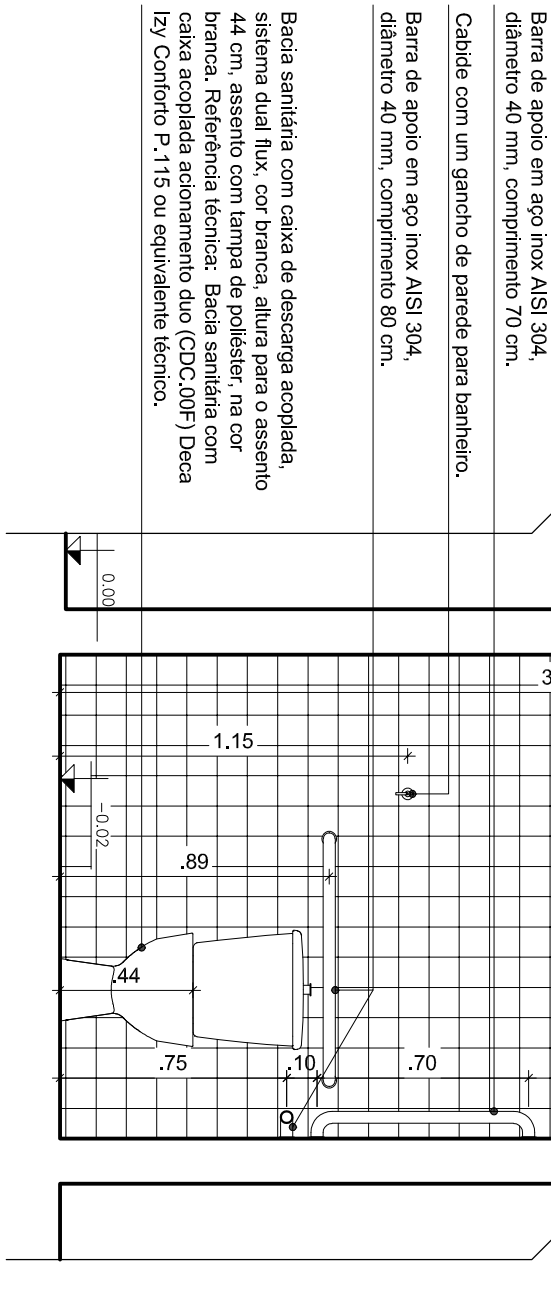 Barra de apoio em aço inox AISI 304,
diâmetro 40 mm, comprimento 70 cm.
Cabide com um gancho de parede para banheiro.
Barra de apoio em aço inox AISI 304,
diâmetro 40 mm, comprimento 80 cm.
Bacia sanitária com caixa de descarga acoplada,
sistema dual flux, cor branca, altura para o assento
44 cm, assento com tampa de poliéster, na cor
branca. Referência técnica: Bacia sanitária com
caixa acoplada acionamento duo (CDC.00F) Deca
Izy Conforto P.115 ou equivalente técnico.
0.00
3
1.15
-0.02
.89
.44
.75
.10
.70